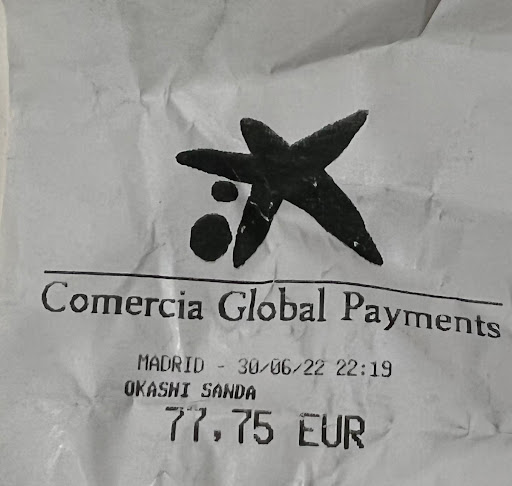 Comercia Global Payments
MADRID - 30/06/22 22:19
OKASHI SANDA
77,75 EUR